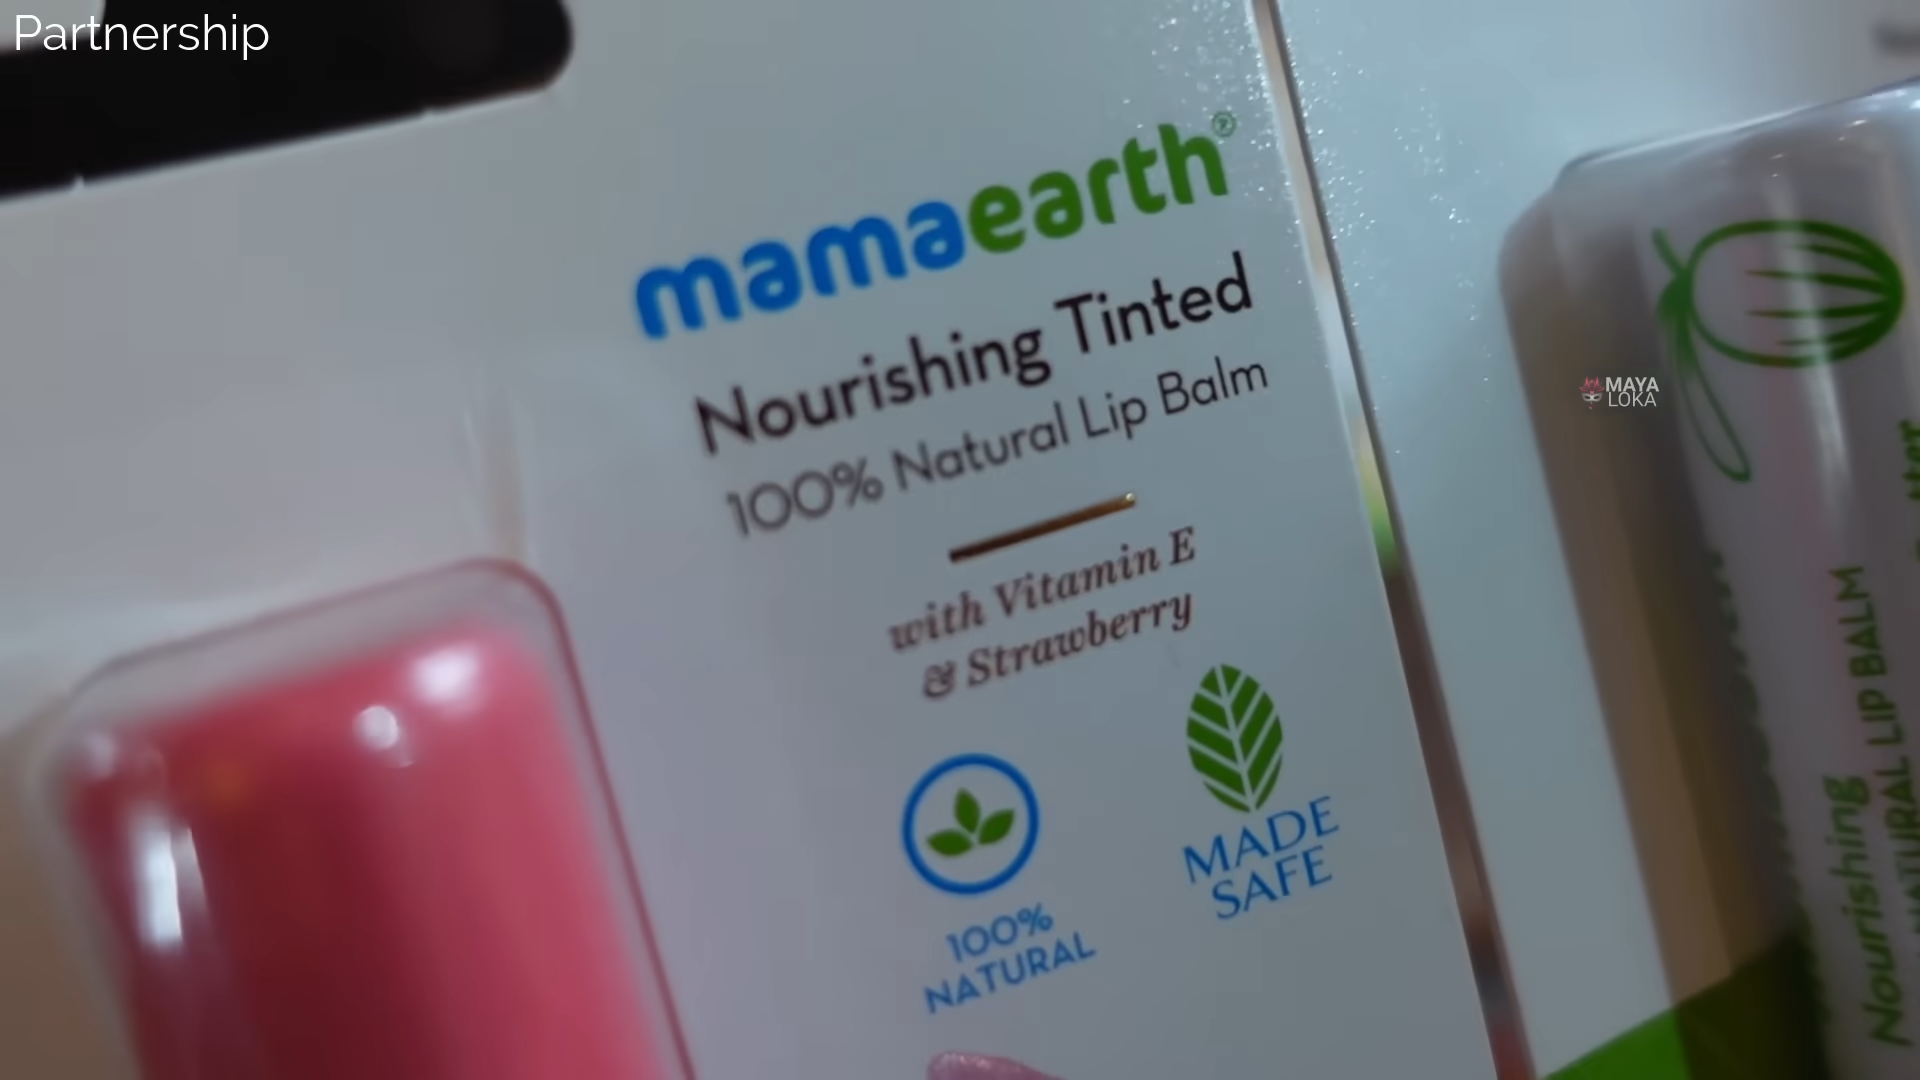 Partnership
mamaearth®
Nourishing Tinted
100% Natural Lip Balm
with Vitamin E
& Strawberry
100%
NATURAL
MADE
SAFE
MAYA
LOKA
Nourishing
NATURAL LIP BALM